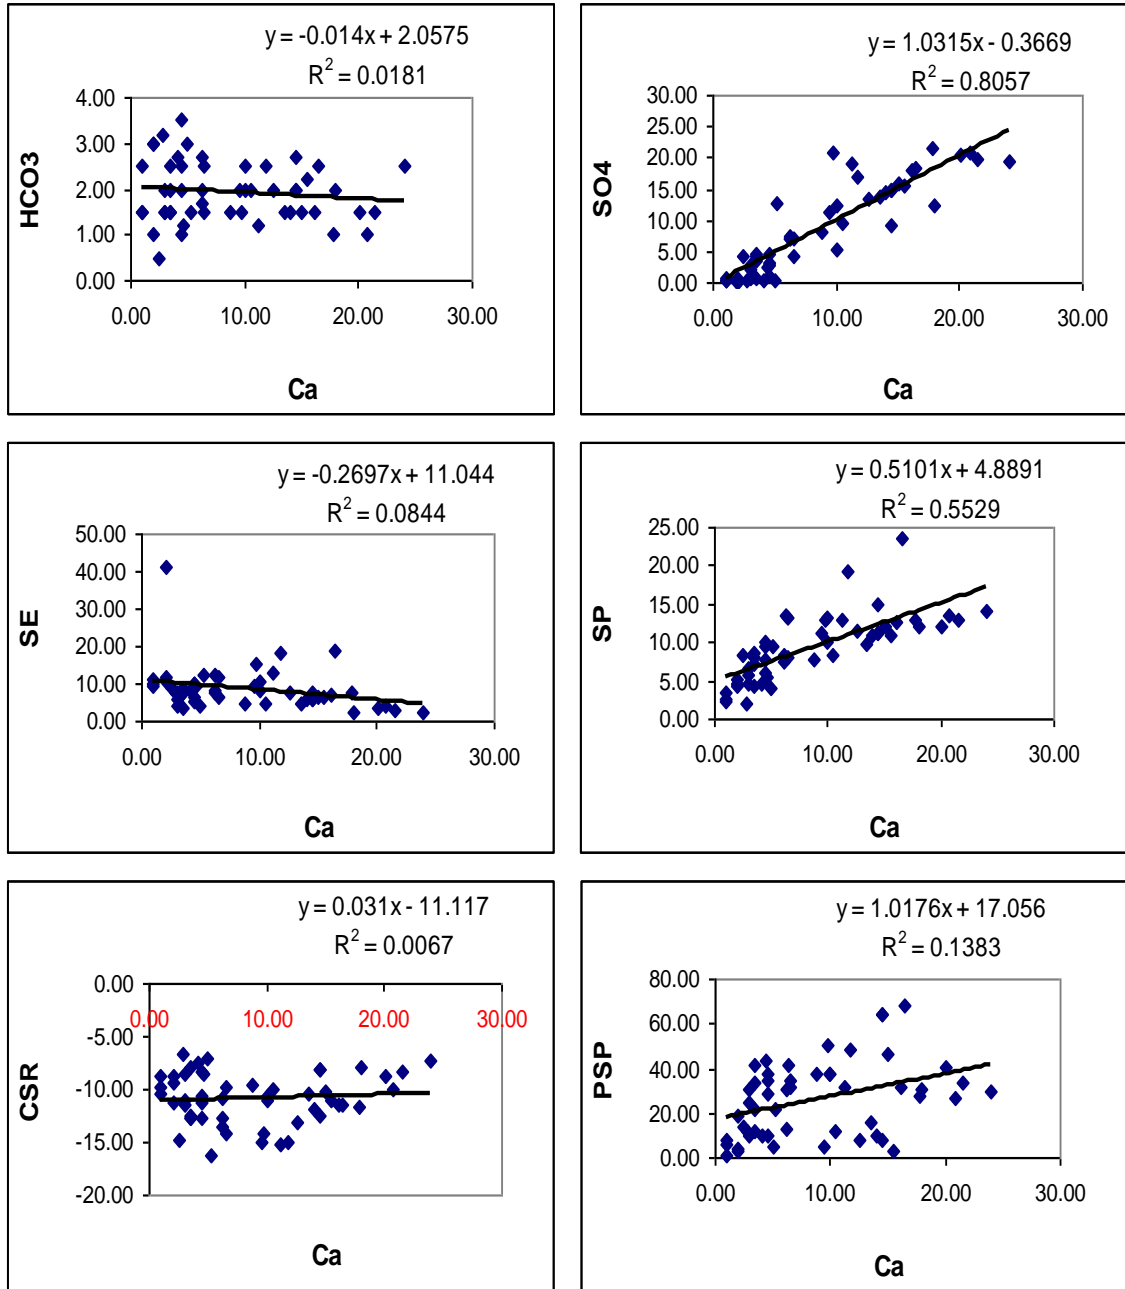 y = -0.014x + 2.0575
R² = 0.0181
HCO3
4.00
3.00
2.00
1.00
0.00
0.00 10.00 20.00 30.00
Ca
y = 1.0315x - 0.3669
R² = 0.8057
SO4
30.00
25.00
20.00
15.00
10.00
5.00
0.00
0.00 10.00 20.00 30.00
Ca
y = -0.2697x + 11.044
R² = 0.0844
SE
50.00
40.00
30.00
20.00
10.00
0.00
0.00 10.00 20.00 30.00
Ca
y = 0.5101x + 4.8891
R² = 0.5529
SP
25.00
20.00
15.00
10.00
5.00
0.00
0.00 10.00 20.00 30.00
Ca
y = 0.031x - 11.117
R² = 0.0067
CSR
0.00
-5.00
-10.00
-15.00
-20.00
0.00 10.00 20.00 30.00
Ca
y = 1.0176x + 17.056
R² = 0.1383
PSP
80.00
60.00
40.00
20.00
0.00
0.00 10.00 20.00 30.00
Ca